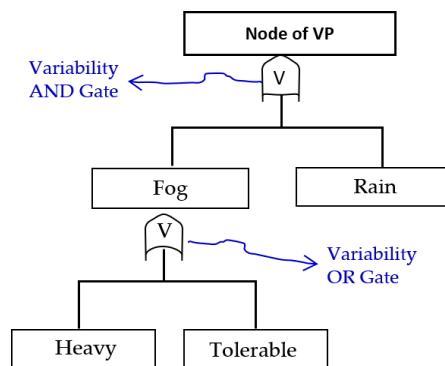 Node of VP
Variability
AND Gate
V
Fog
Rain
V
Variability
OR Gate
Heavy
Tolerable